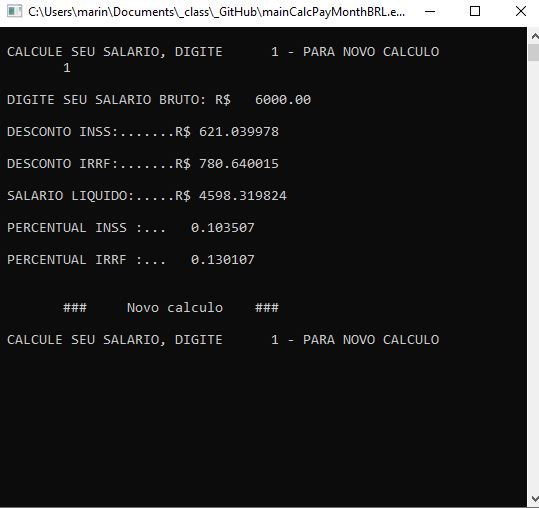 C:\Users\marin\Documents\_class\_GitHub\mainCalcPayMonthBRL.e...
CALCULE SEU SALARIO, DIGITE      1 - PARA NOVO CALCULO
1
DIGITE SEU SALARIO BRUTO: R$   6000.00
DESCONTO INSS:.......R$ 621.039978
DESCONTO IRRF:.......R$ 780.640015
SALARIO LIQUIDO:.....R$ 4598.319824
PERCENTUAL INSS :...   0.103507
PERCENTUAL IRRF :...   0.130107
###     Novo calculo    ###
CALCULE SEU SALARIO, DIGITE      1 - PARA NOVO CALCULO